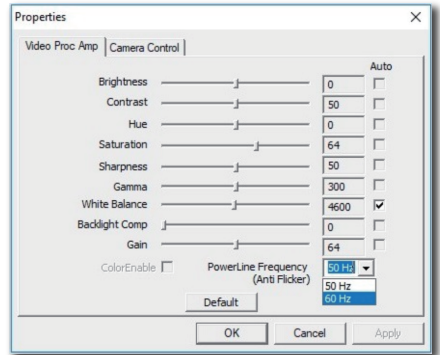 Properties
Video Proc Amp Camera Control
Auto
Brightness 0
Contrast 50
Hue 0
Saturation 64
Sharpness 50
Gamma 300
White Balance 4600
Backlight Comp 0
Gain 64
ColorEnable PowerLine Frequency 50 Hz
(Anti Flicker)
50 Hz
60 Hz
Default
OK Cancel Apply